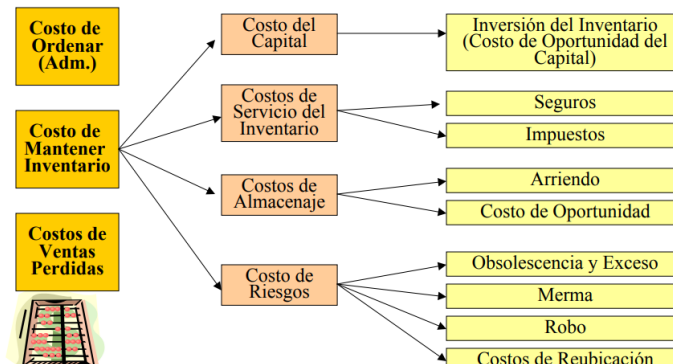 Costo de
Ordenar
(Adm.)
Costo de
Mantener
Inventario
Costos de
Ventas
Perdidas
Costo del
Capital
Costos de
Servicio del
Inventario
Costos de
Almacenaje
Costo de
Riesgos
Inversión del Inventario
(Costo de Oportunidad del
Capital)
Seguros
Impuestos
Arriendo
Costo de Oportunidad
Obsolescencia y Exceso
Merma
Robo
Costos de Reubicación